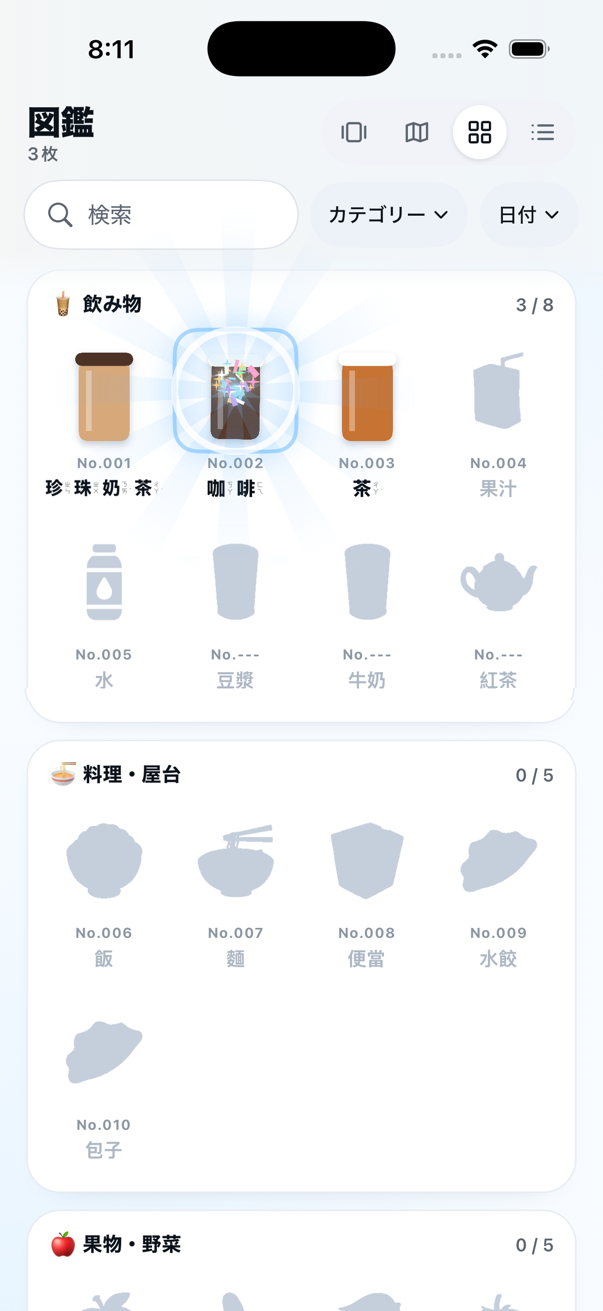 8:11
図鑑
3枚
検索
カテゴリー
日付
飲み物
3 / 8
No.001
No.002
No.003
No.004
珍珠奶茶
咖啡
茶
果汁
No.005
No.---
No.---
No.---
水
豆漿
牛奶
紅茶
料理・屋台
0 / 5
No.006
No.007
No.008
No.009
飯
麵
便當
水餃
No.010
包子
果物・野菜
0 / 5